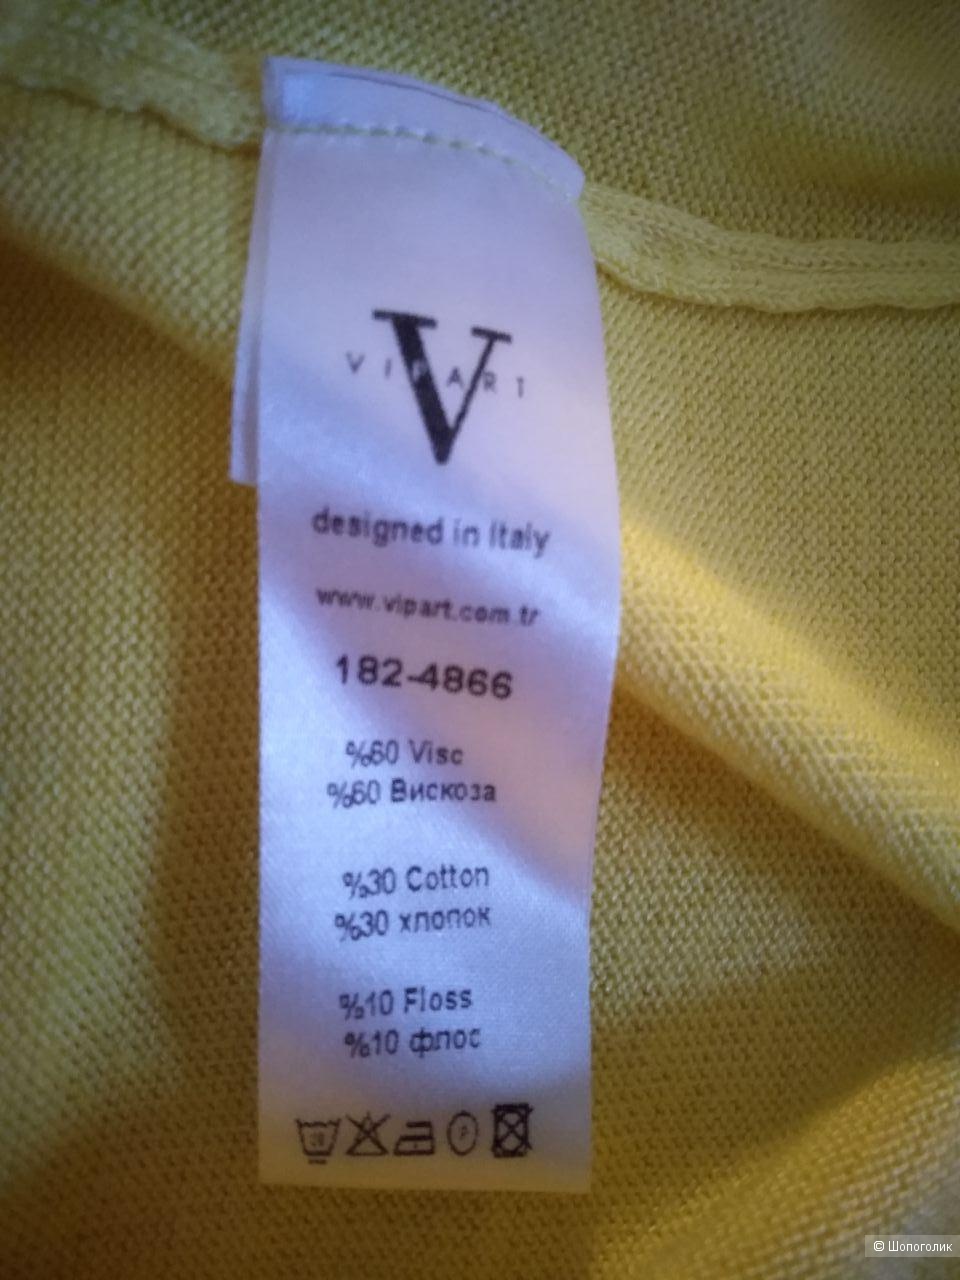 V
VIPART
designed in Italy
www.vipart.com.tr
182-4866
%60 Visc
%60 Вискоза
%30 Cotton
%30 хлопок
%10 Floss
%10 флос
30
P
© Шопоголик